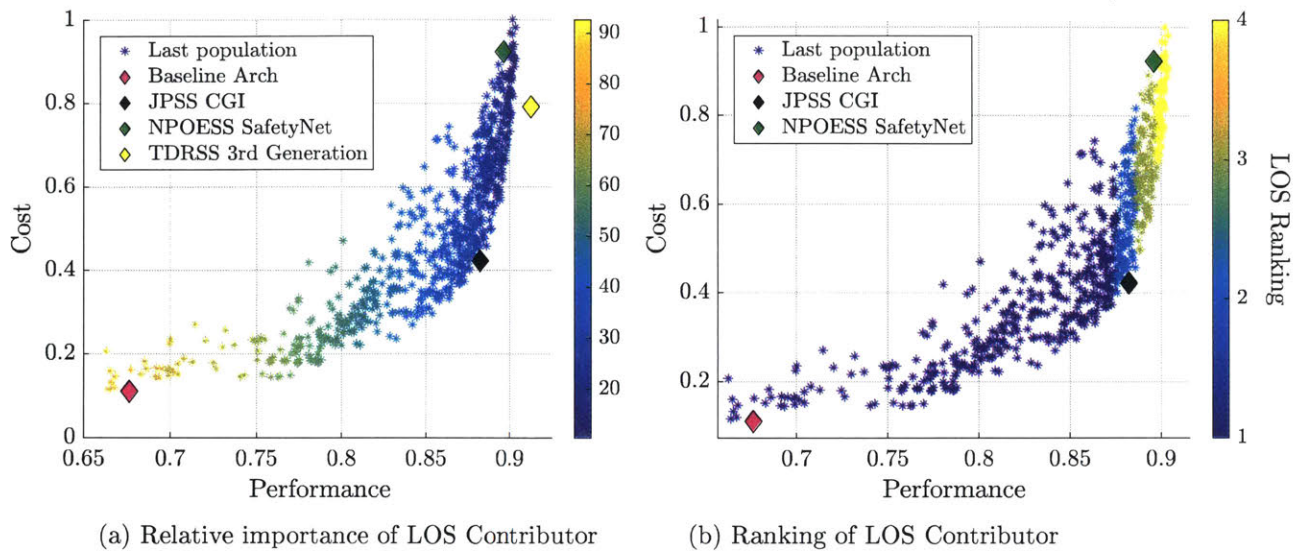 1
0.8
0.6
0.4
0.2
0
Cost
0.65
0.7
0.75
0.8
0.85
0.9
Performance
Last population
Baseline Arch
JPSS CGI
NPOESS SafetyNet
TDRSS 3rd Generation
90
80
70
60
50
40
30
20
(a) Relative importance of LOS Contributor
1
0.8
0.6
0.4
0.2
Cost
0.7
0.75
0.8
0.85
0.9
Performance
Last population
Baseline Arch
JPSS CGI
NPOESS SafetyNet
4
3
2
1
LOS Ranking
(b) Ranking of LOS Contributor